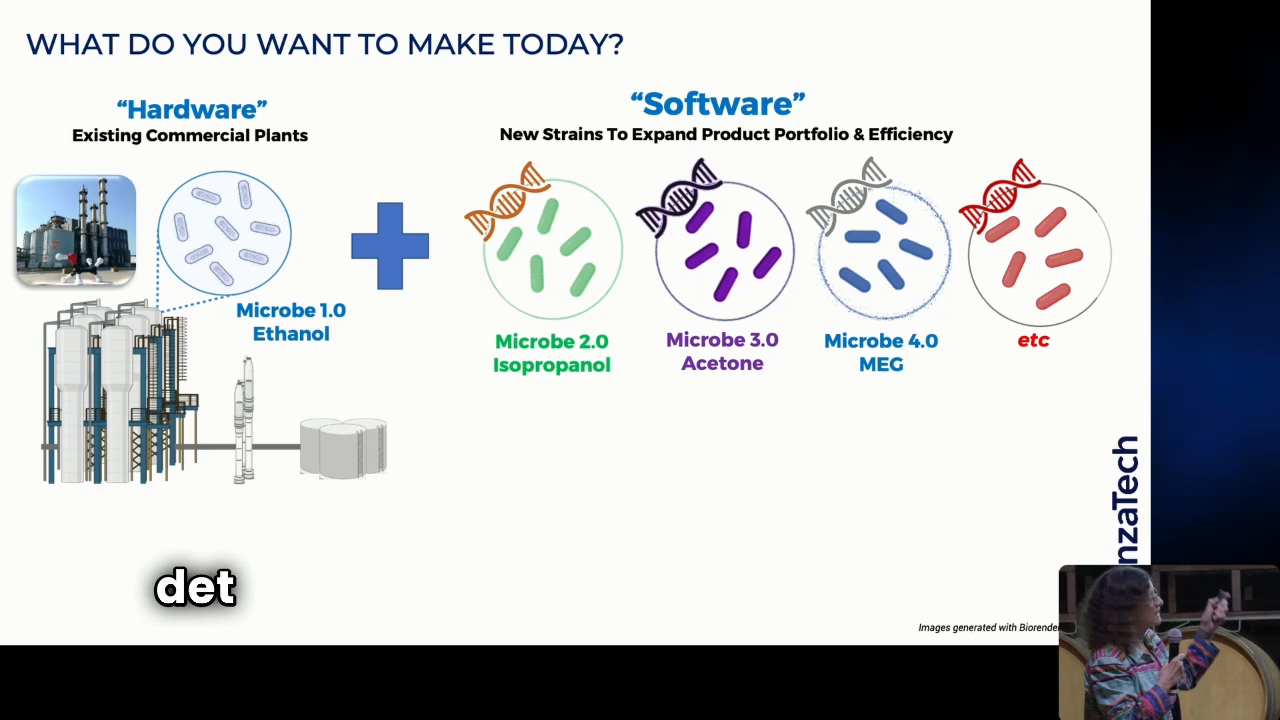 WHAT DO YOU WANT TO MAKE TODAY?
“Hardware”
Existing Commercial Plants
“Software”
New Strains To Expand Product Portfolio & Efficiency
Microbe 1.0
Ethanol
Microbe 2.0
Isopropanol
Microbe 3.0
Acetone
Microbe 4.0
MEG
etc
nzaTech
det
Images generated with Biorender